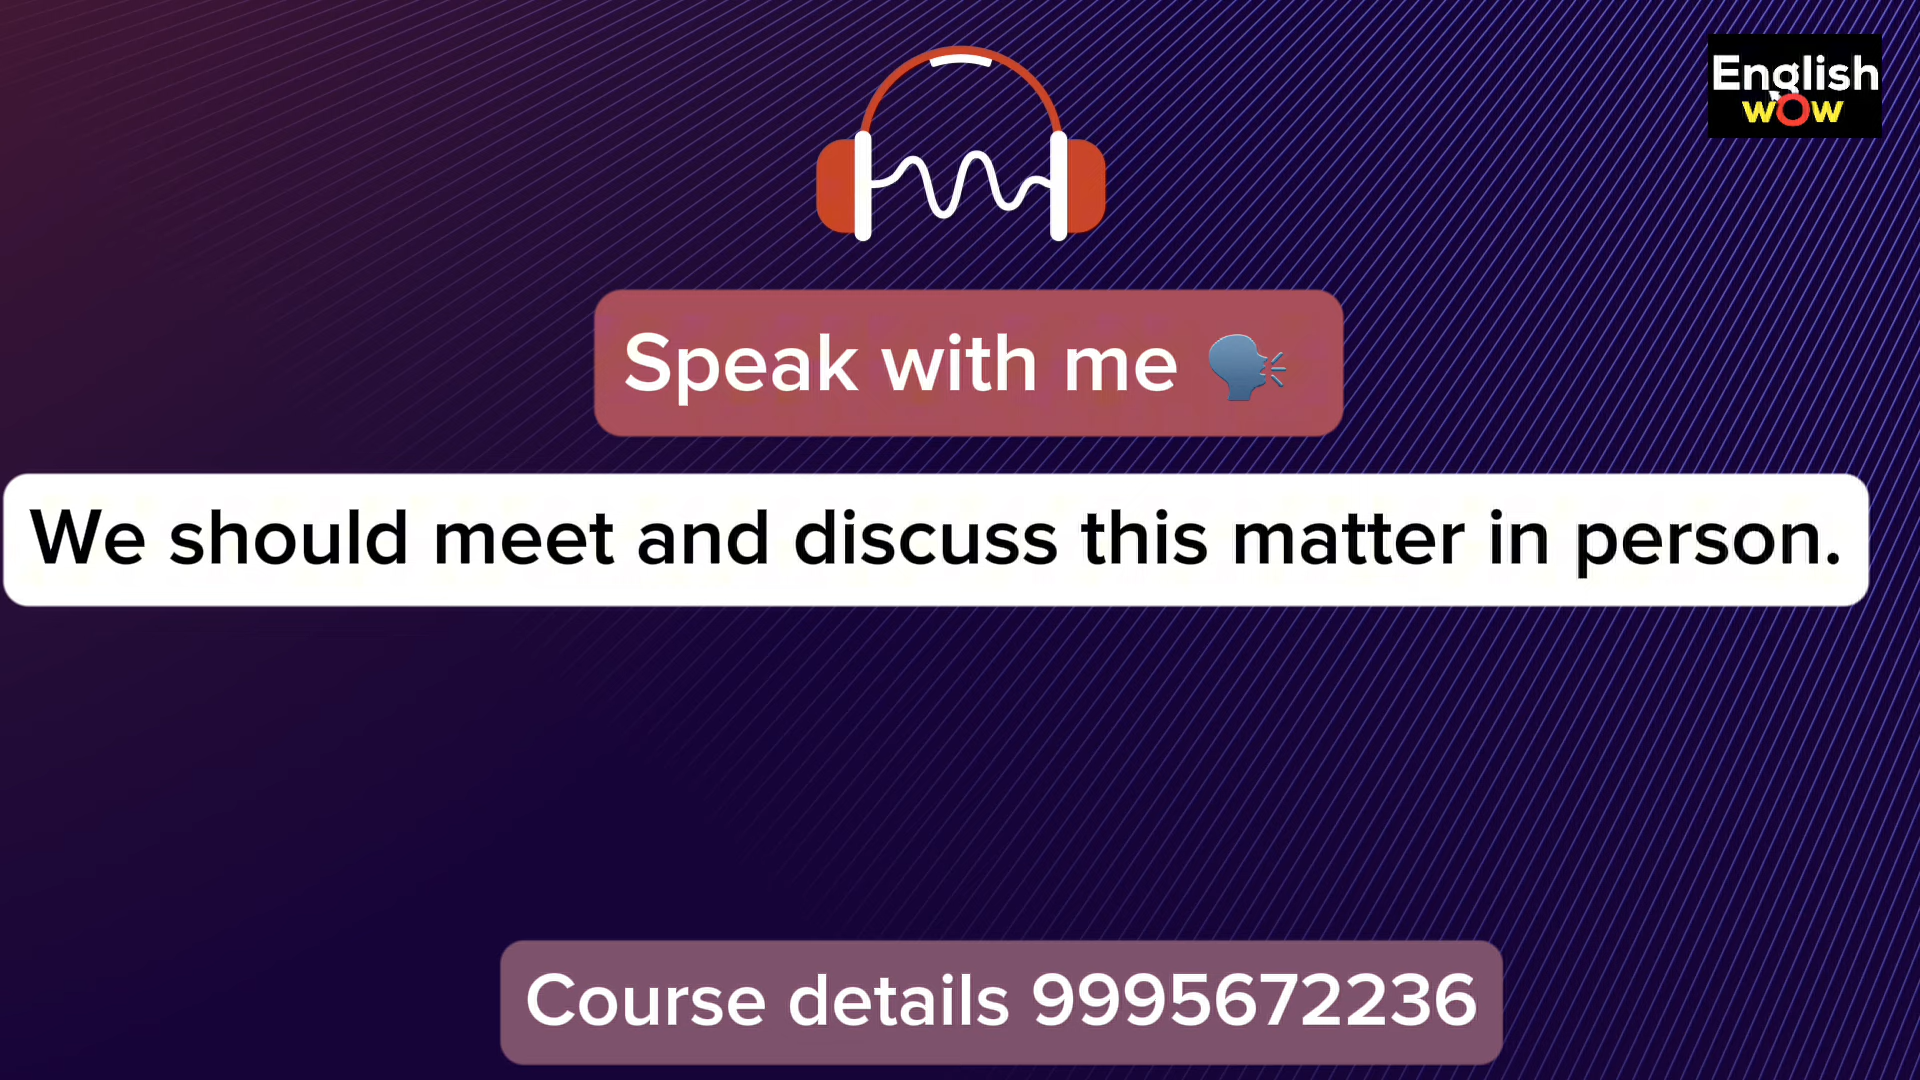 English
wOw
Speak with me 🗣️
We should meet and discuss this matter in person.
Course details 9995672236